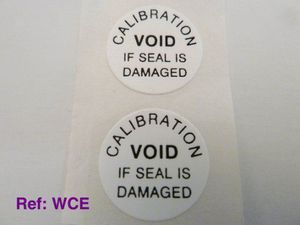 CALIBRATION
VOID
IF SEAL IS
DAMAGED
CALIBRATION
VOID
IF SEAL IS
DAMAGED
Ref: WCE